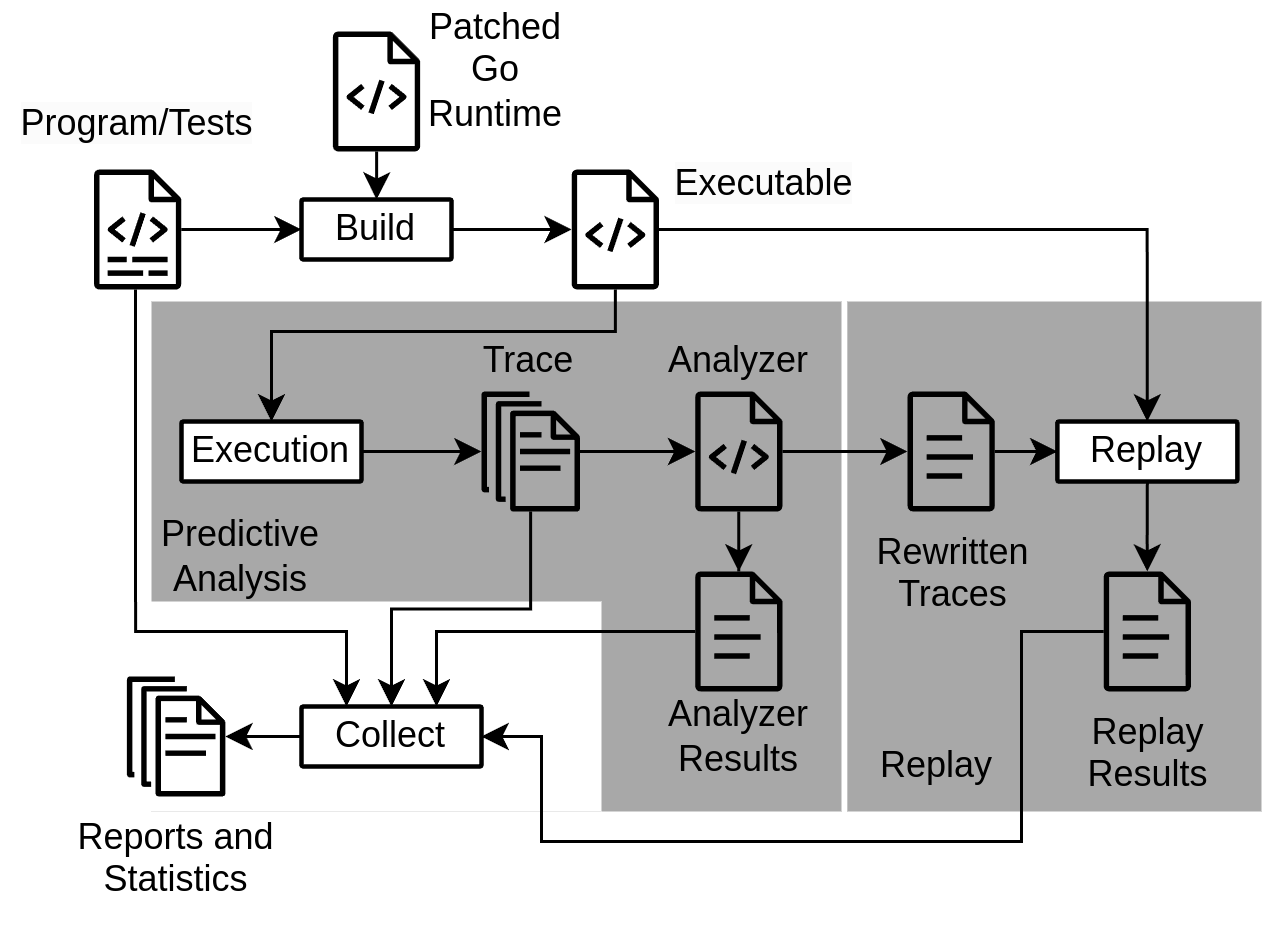 Patched
Go
Runtime
Program/Tests
</>
</>
Build
</>
Executable
Trace
Analyzer
Execution
</>
Replay
Predictive
Analysis
Rewritten
Traces
Collect
Analyzer
Results
Replay
Replay
Results
Reports and
Statistics